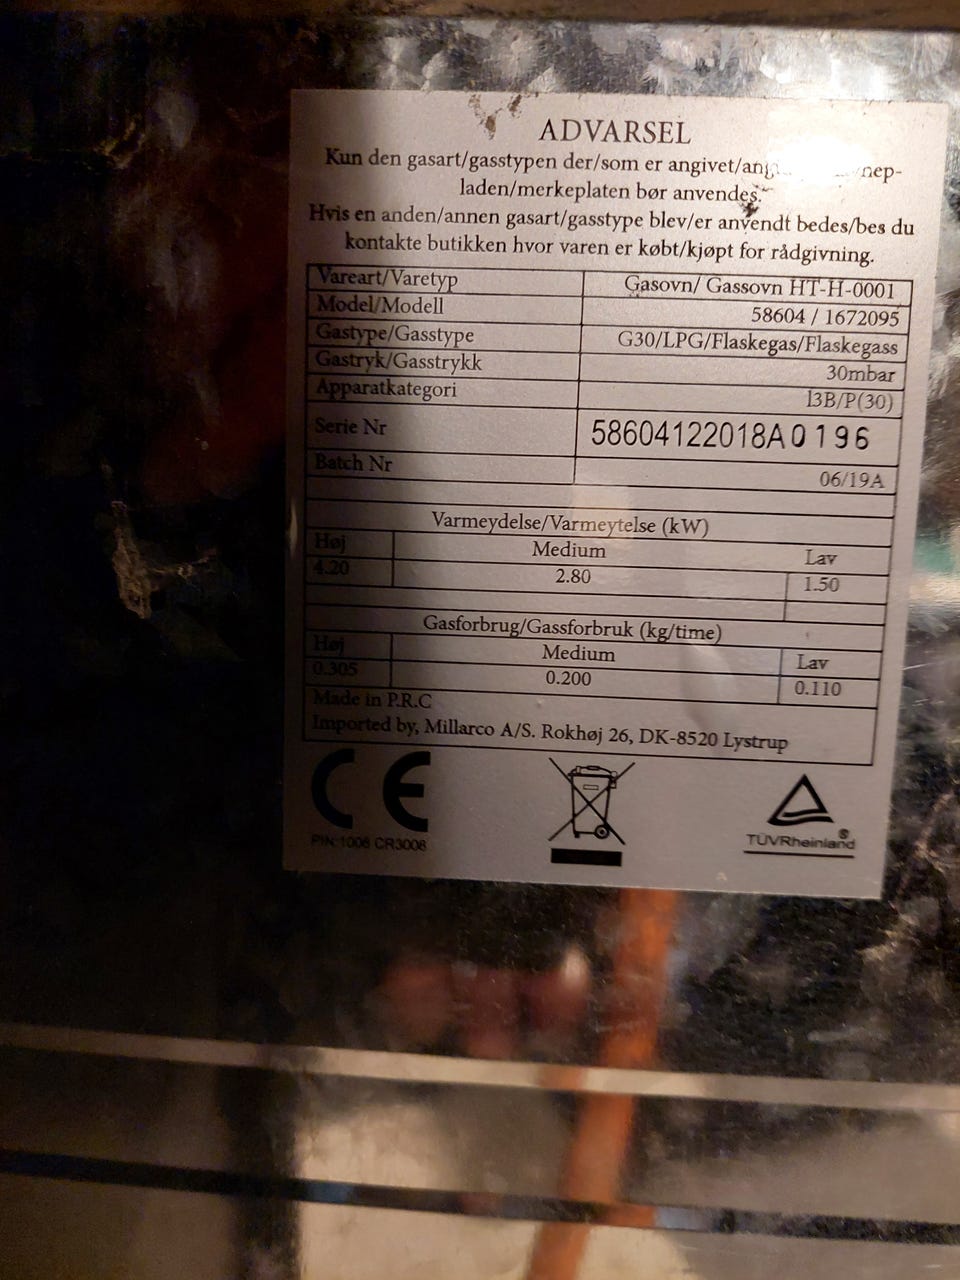 ADVARSEL
Kun den gasart/gasstypen der/som er angivet/ nep-
laden/merkeplaten bør anvendes.
Hvis en anden/annen gasart/gasstype blev/er anvendt bedes/bes du
kontakte butikken hvor varen er købt/kjøpt for rådgivning.
Vareart/Varetyp Gasovn/ Gassovn HT-H-0001
Model/Modell 58604 / 1672095
Gastype/Gasstype G30/LPG/Flaskegas/Flaskegass
Gastryk/Gasstrykk 30mbar
Apparatkategori l3B/P(30)
Serie Nr 58604122018A0196
Batch Nr 06/19A
Varmeydelse/Varmeytelse (kW)
Høj Medium Lav
4.20 2.80 1.50
Gasforbrug/Gassforbruk (kg/time)
Høj Medium Lav
0.305 0.200 0.110
Made in P.R.C
Imported by, Millarco A/S. Rokhøj 26, DK-8520 Lystrup
CE
PIN:1008 CR3008
TÜVRheinland